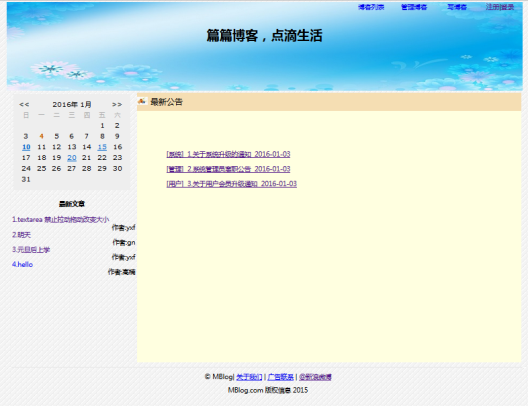 博客列表 管理博客 写博客 注册|登录
篇篇博客，点滴生活
<< 2016年 1月 >>
日 一 二 三 四 五 六
1 2
3 4 5 6 7 8 9
10 11 12 13 14 15 16
17 18 19 20 21 22 23
24 25 26 27 28 29 30
31
最新公告
[系统] 1.关于系统升级的通知 2016-01-03
[管理] 2.系统管理员离职公告 2016-01-03
[用户] 3.关于用户会员升级通知 2016-01-03
最新文章
1.textarea 禁止拉动拖动改变大小
作者:yxf
2.明天
作者:gn
3.元旦后上学
作者:yxf
4.hello
作者:高楠
© MBlog| 关于我们 | 广告联系 | @新浪微博
MBlog.com 版权信息 2015